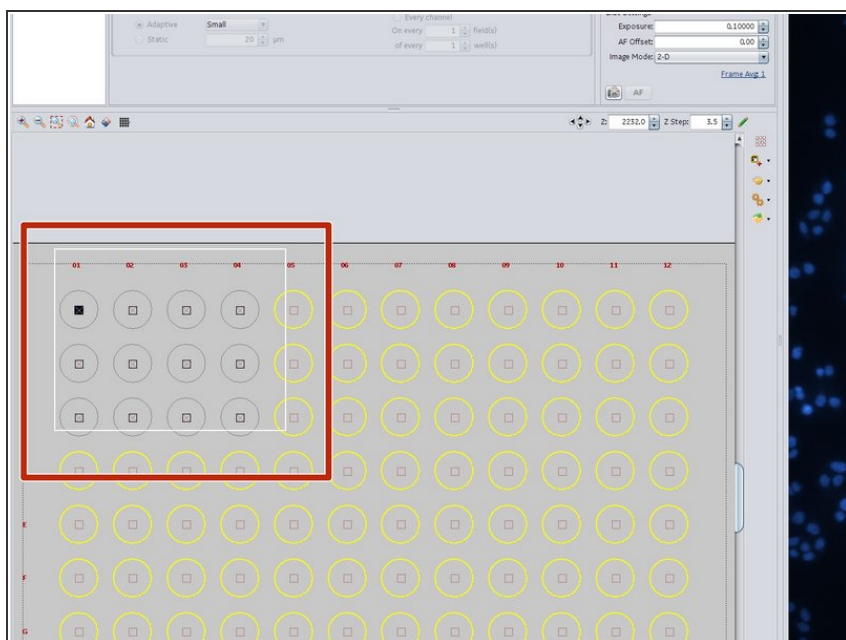 Every channel
Adaptive Small
On every 1 field(s)
Static 20 µm
of every 1 well(s)
Exposure: 0,10000
AF Offset: 0,00
Image Mode: 2-D
Frame Avg: 1
AF
Z: 2232,0 Z Step: 3.5
01 02 03 04 05 06 07 08 09 10 11 12
E
F
G